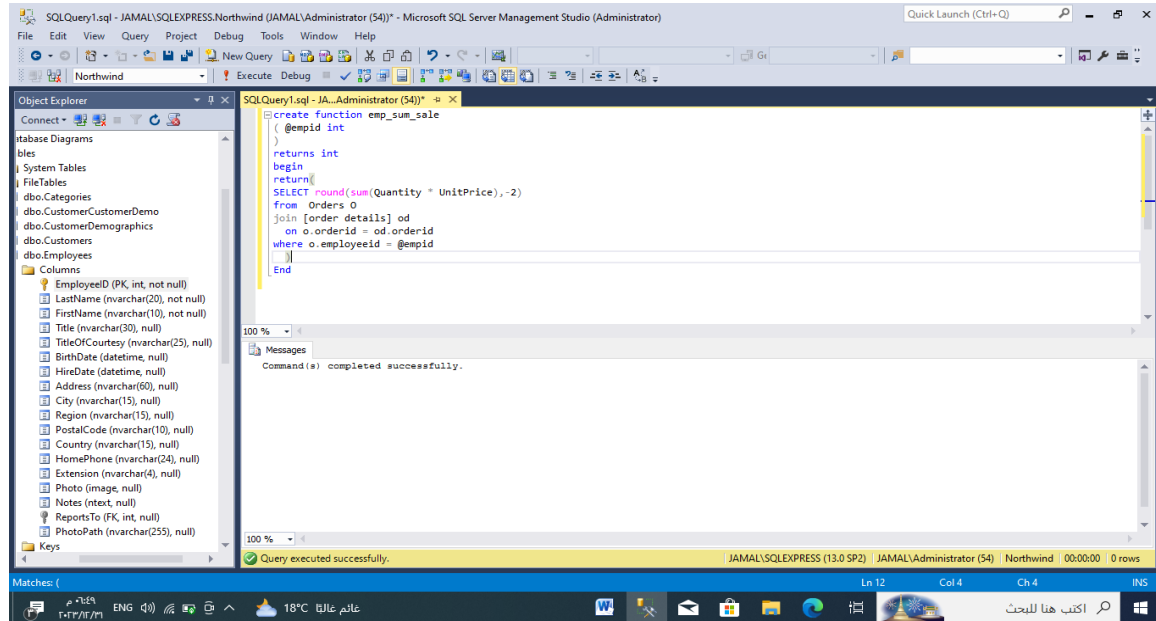 SQLQuery1.sql - JAMAL\SQLEXPRESS.Northwind (JAMAL\Administrator (54))* - Microsoft SQL Server Management Studio (Administrator)
Quick Launch (Ctrl+Q)
File Edit View Query Project Debug Tools Window Help
New Query
Northwind
Execute Debug
Object Explorer
Connect
atabase Diagrams
bles
System Tables
FileTables
dbo.Categories
dbo.CustomerCustomerDemo
dbo.CustomerDemographics
dbo.Customers
dbo.Employees
Columns
EmployeeID (PK, int, not null)
LastName (nvarchar(20), not null)
FirstName (nvarchar(10), not null)
Title (nvarchar(30), null)
TitleOfCourtesy (nvarchar(25), null)
BirthDate (datetime, null)
HireDate (datetime, null)
Address (nvarchar(60), null)
City (nvarchar(15), null)
Region (nvarchar(15), null)
PostalCode (nvarchar(10), null)
Country (nvarchar(15), null)
HomePhone (nvarchar(24), null)
Extension (nvarchar(4), null)
Photo (image, null)
Notes (ntext, null)
ReportsTo (FK, int, null)
PhotoPath (nvarchar(255), null)
Keys
SQLQuery1.sql - JA...Administrator (54))*
create function emp_sum_sale
( @empid int
)
returns int
begin
return(
SELECT round(sum(Quantity * UnitPrice),-2)
from Orders O
join [order details] od
on o.orderid = od.orderid
where o.employeeid = @empid
)
End
100 %
Messages
Command(s) completed successfully.
100 %
Query executed successfully.
JAMAL\SQLEXPRESS (13.0 SP2) JAMAL\Administrator (54) Northwind 00:00:00 0 rows
Matches: (
Ln 12 Col 4 Ch 4 INS
٠٦:٤٩ م
٢٠٢٣/١٢/٣١
ENG
18°C غائم غالبًا
اكتب هنا للبحث